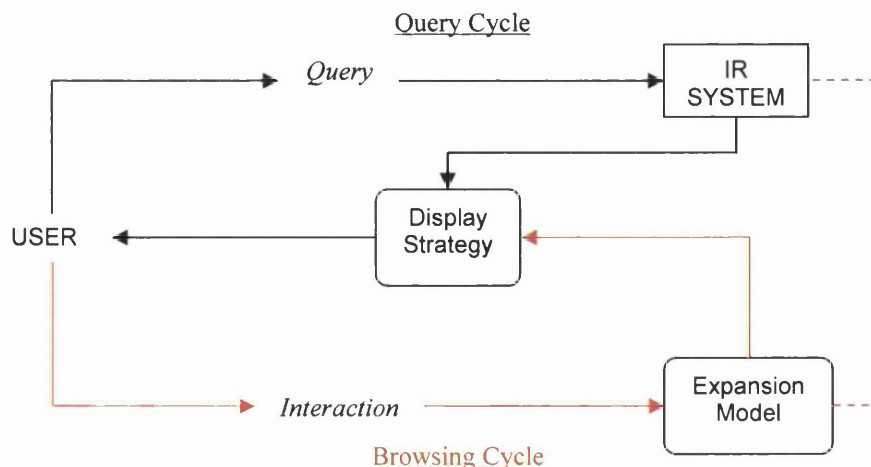 Query Cycle
Query
IR
SYSTEM
Display
Strategy
USER
Expansion
Model
Interaction
Browsing Cycle